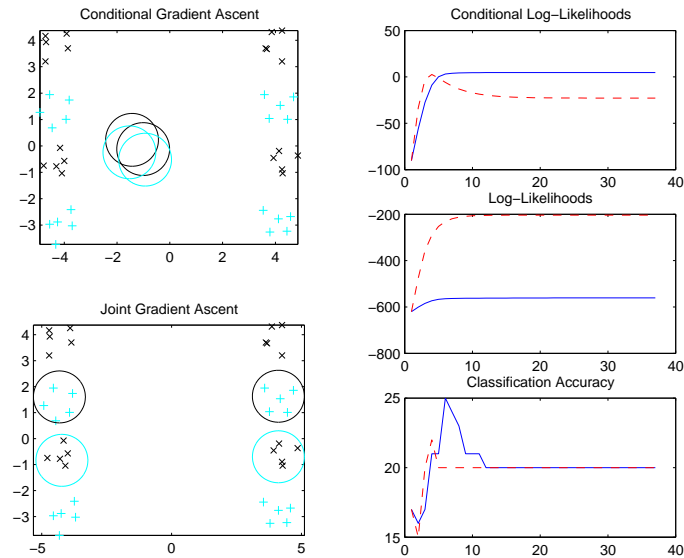 Conditional Gradient Ascent
4
3
2
1
0
−1
−2
−3
−4 −2 0 2 4
Joint Gradient Ascent
4
3
2
1
0
−1
−2
−3
−5 0 5
Conditional Log−Likelihoods
50
0
−50
−100
0 10 20 30 40
Log−Likelihoods
−200
−400
−600
−800
0 10 20 30 40
Classification Accuracy
25
20
15
0 10 20 30 40